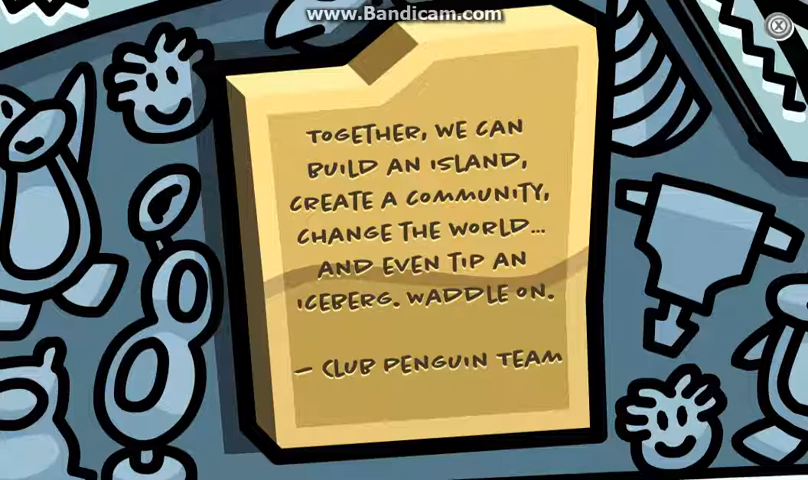 www.Bandicam.com
TOGETHER, WE CAN
BUILD AN ISLAND,
CREATE A COMMUNITY,
CHANGE THE WORLD...
AND EVEN TIP AN
ICEBERG. WADDLE ON.
– CLUB PENGUIN TEAM